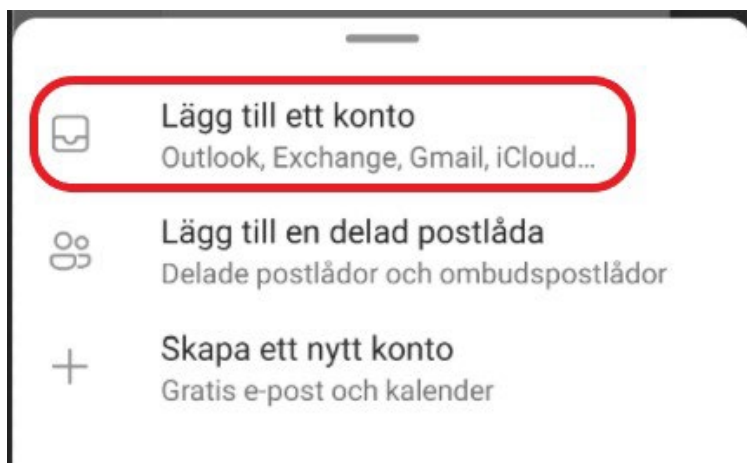 Lägg till ett konto
Outlook, Exchange, Gmail, iCloud...
Lägg till en delad postlåda
Delade postlådor och ombudspostlådor
Skapa ett nytt konto
Gratis e-post och kalender